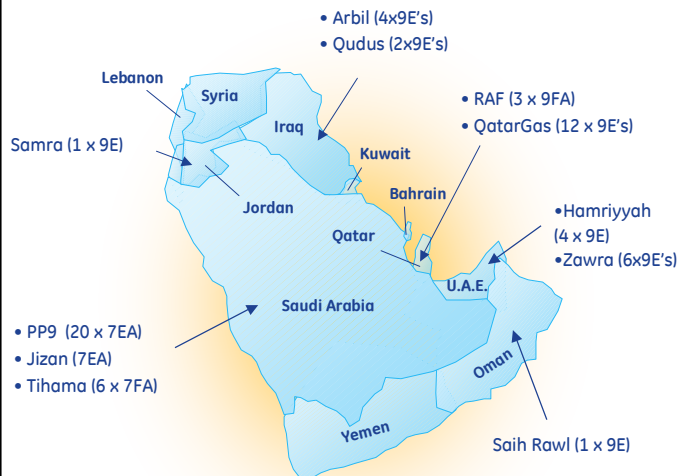 • Arbil (4x9E's)
• Qudus (2x9E's)
Lebanon
Syria
• RAF (3 x 9FA)
• QatarGas (12 x 9E's)
Iraq
Samra (1 x 9E)
Kuwait
Bahrain
Jordan
•Hamriyyah
(4 x 9E)
•Zawra (6x9E's)
Qatar
U.A.E.
Saudi Arabia
• PP9 (20 x 7EA)
• Jizan (7EA)
• Tihama (6 x 7FA)
Oman
Yemen
Saih Rawl (1 x 9E)